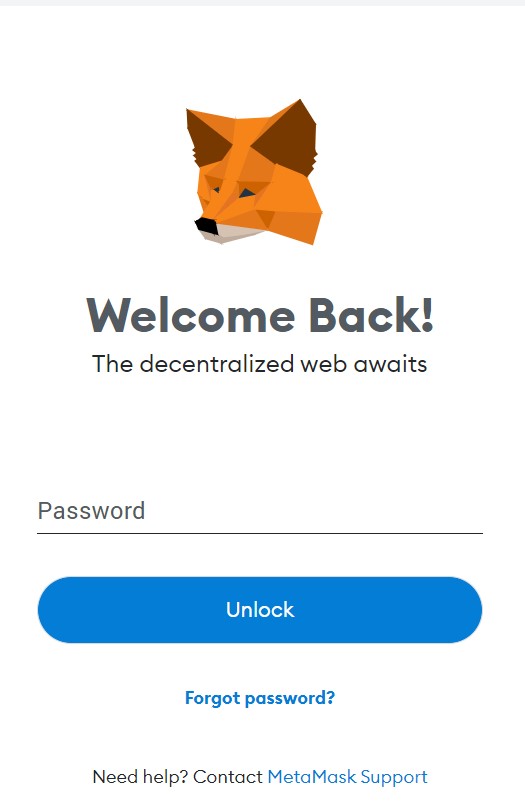 Welcome Back!
The decentralized web awaits
Password
Unlock
Forgot password?
Need help? Contact MetaMask Support